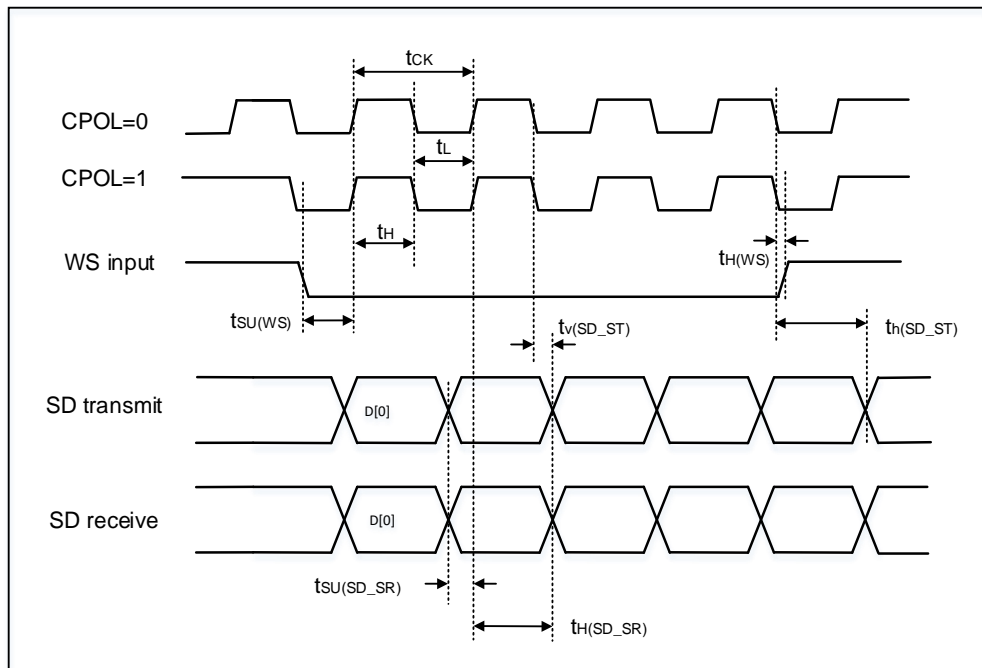 tCK
CPOL=0
tL
CPOL=1
tH
tH(WS)
WS input
tSU(WS)
tv(SD_ST)
th(SD_ST)
SD transmit
D[0]
SD receive
D[0]
tSU(SD_SR)
tH(SD_SR)